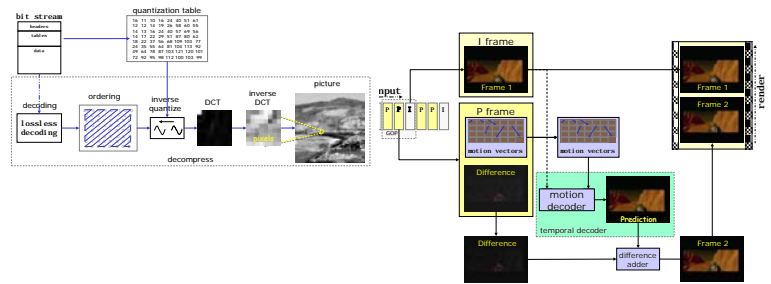 bit stream
headers
tables
data
quantization table
16 11 10 16 24 40 51 61
12 12 14 19 26 58 60 55
14 13 16 24 40 57 69 56
14 17 22 29 51 87 80 62
18 22 37 56 68 109 103 77
24 35 55 64 81 104 113 92
49 64 78 87 103 121 120 101
72 92 95 98 112 100 103 99
decoding
lossless
decoding
ordering
inverse
quantize
DCT
inverse
DCT
pixels
picture
decompress
nput
P P I P P I
GOP
I frame
Frame 1
P frame
motion vectors
Difference
motion vectors
motion
decoder
Prediction
temporal decoder
Difference
difference
adder
Frame 2
Frame 1
Frame 2
render